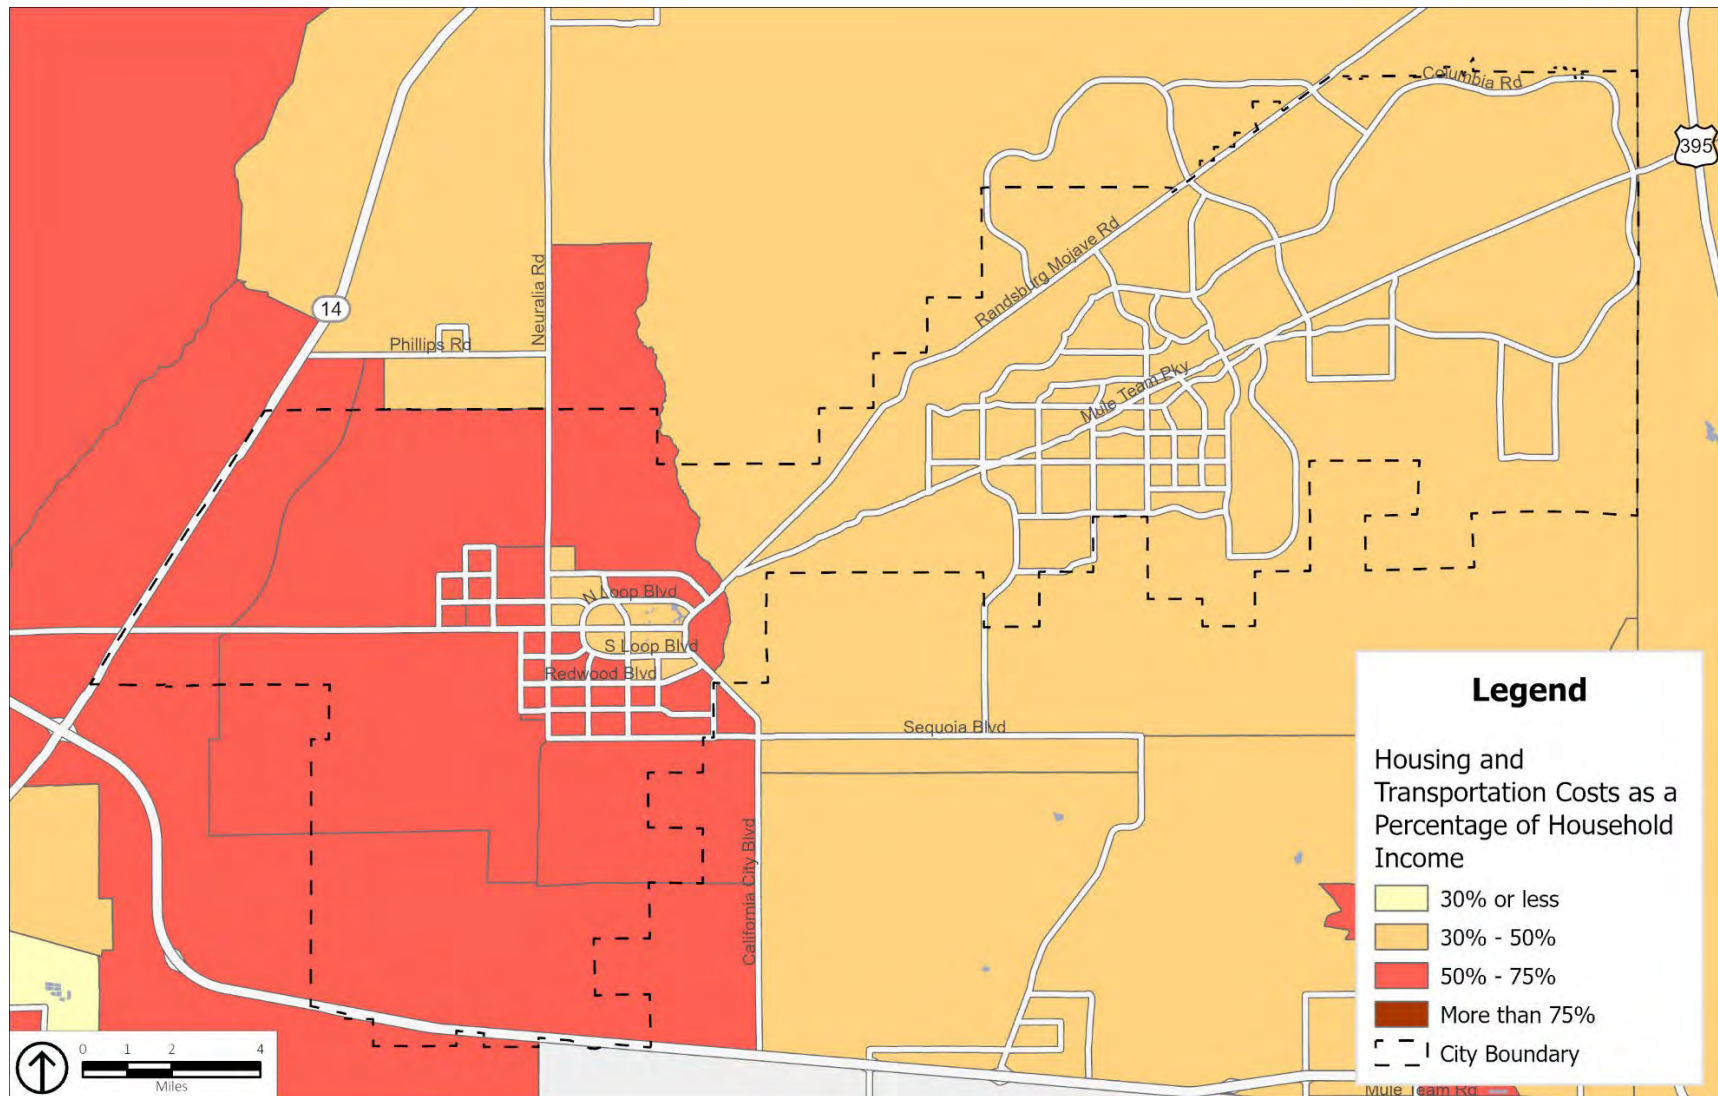 Columbia Rd
395
Randsburg Mojave Rd
Neuralia Rd
14
Phillips Rd
Mule Team Pky
N Loop Blvd
S Loop Blvd
Redwood Blvd
Sequoia Blvd
California City Blvd
Legend
Housing and
Transportation Costs as a
Percentage of Household
Income
30% or less
30% - 50%
50% - 75%
More than 75%
City Boundary
0 1 2 4
Miles
Mule Team Rd